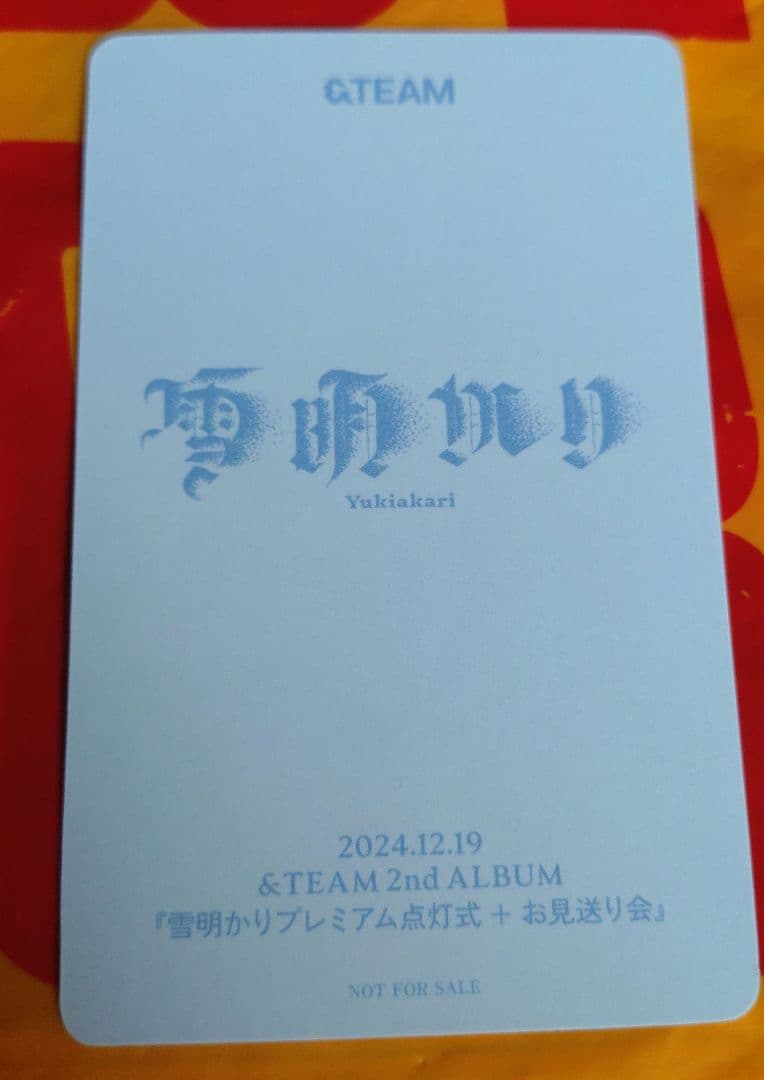 &TEAM
雪明かり
Yukiakari
2024.12.19
&TEAM 2nd ALBUM
『雪明かりプレミアム点灯式 + お見送り会』
NOT FOR SALE